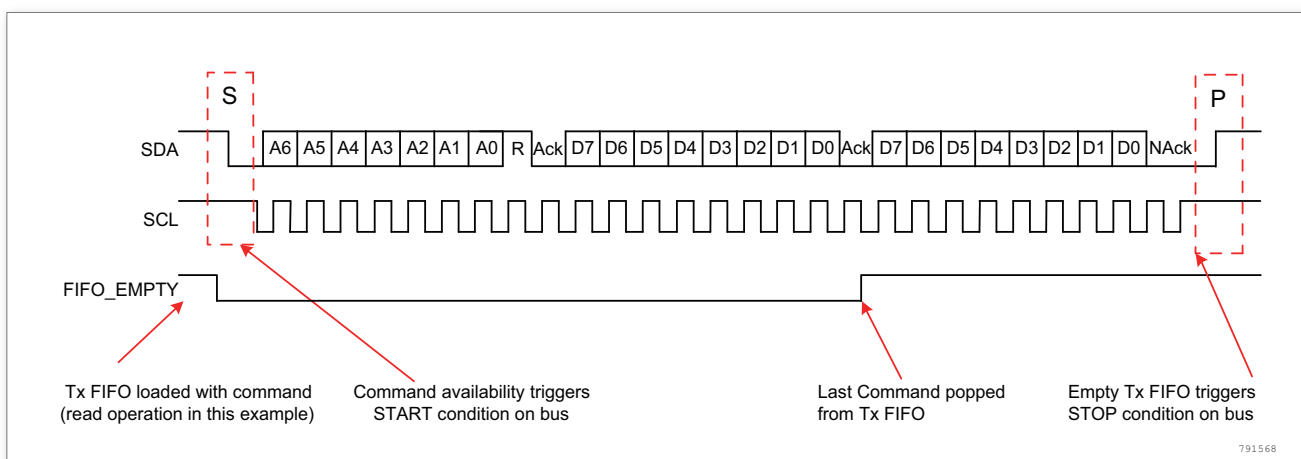 S
P
SDA A6 A5 A4 A3 A2 A1 A0 R Ack D7 D6 D5 D4 D3 D2 D1 D0 Ack D7 D6 D5 D4 D3 D2 D1 D0 NAck
SCL
FIFO_EMPTY
Tx FIFO loaded with command
(read operation in this example)
Command availability triggers
START condition on bus
Last Command popped
from Tx FIFO
Empty Tx FIFO triggers
STOP condition on bus
791568